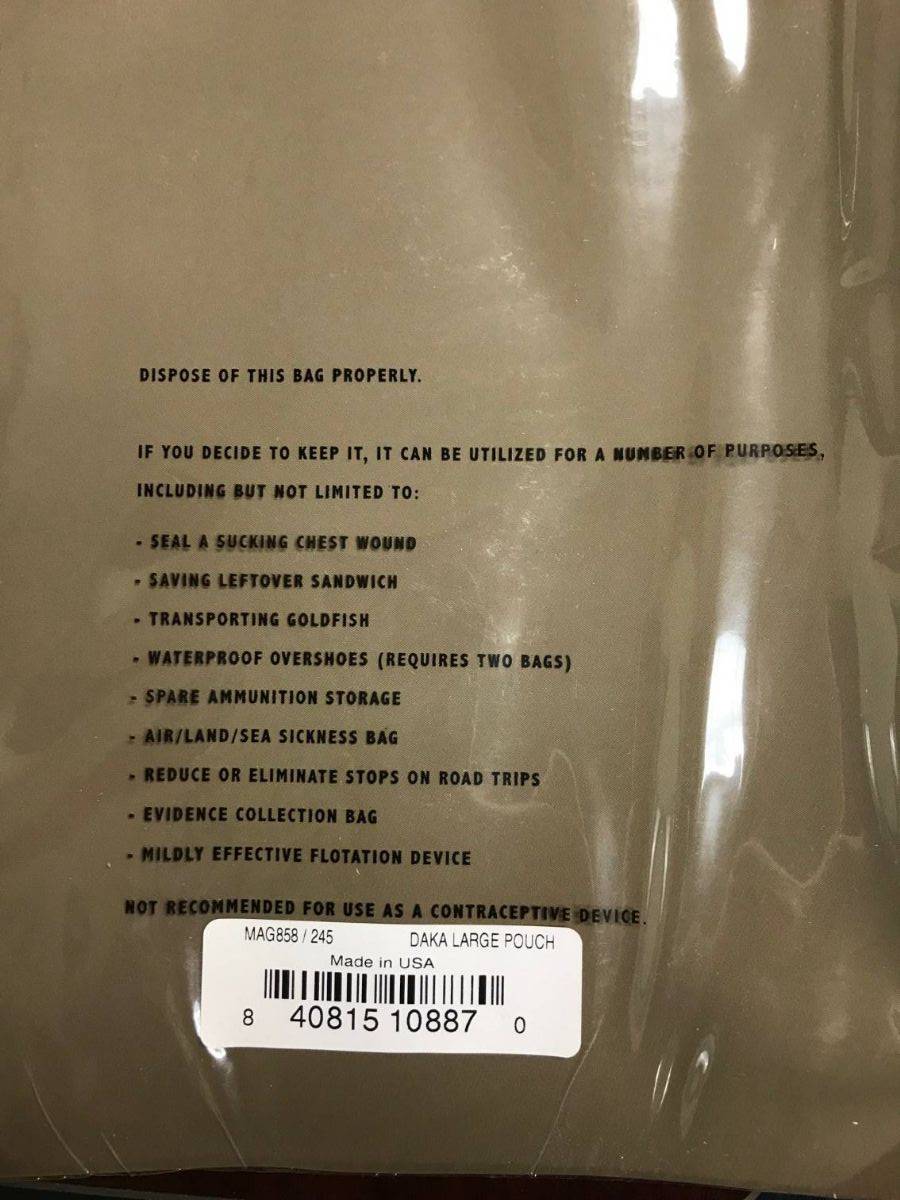 DISPOSE OF THIS BAG PROPERLY.
IF YOU DECIDE TO KEEP IT, IT CAN BE UTILIZED FOR A NUMBER OF PURPOSES,
INCLUDING BUT NOT LIMITED TO:
- SEAL A SUCKING CHEST WOUND
- SAVING LEFTOVER SANDWICH
- TRANSPORTING GOLDFISH
- WATERPROOF OVERSHOES (REQUIRES TWO BAGS)
- SPARE AMMUNITION STORAGE
- AIR/LAND/SEA SICKNESS BAG
- REDUCE OR ELIMINATE STOPS ON ROAD TRIPS
- EVIDENCE COLLECTION BAG
- MILDLY EFFECTIVE FLOTATION DEVICE
NOT RECOMMENDED FOR USE AS A CONTRACEPTIVE DEVICE.
MAG858 / 245 DAKA LARGE POUCH
Made in USA
8 40815 10887 0